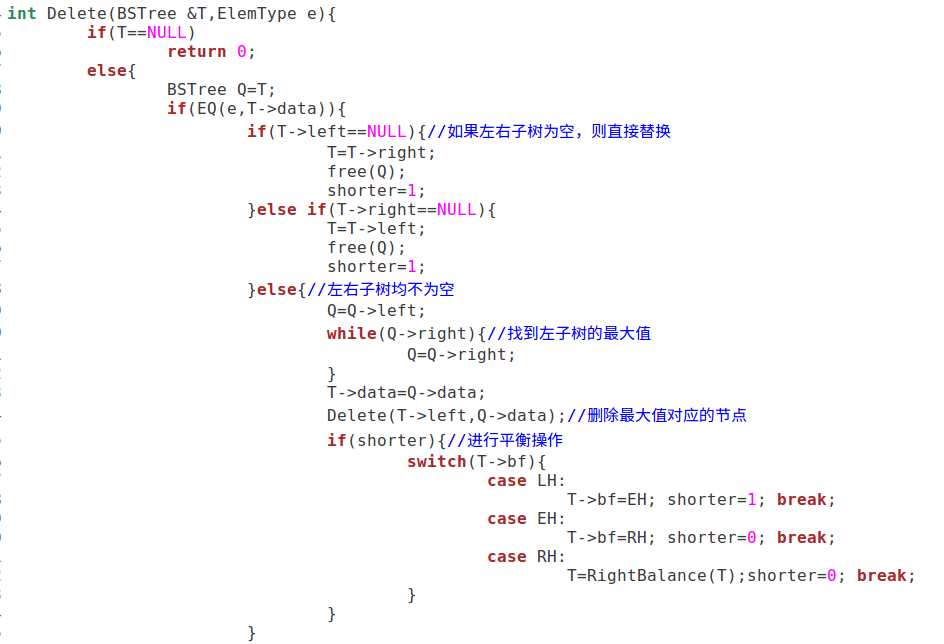 int Delete(BSTree &T,ElemType e){
        if(T==NULL)
                return 0;
        else{
                BSTree Q=T;
                if(EQ(e,T->data)){
                        if(T->left==NULL){//如果左右子树为空，则直接替换
                                T=T->right;
                                free(Q);
                                shorter=1;
                        }else if(T->right==NULL){
                                T=T->left;
                                free(Q);
                                shorter=1;
                        }else{//左右子树均不为空
                                Q=Q->left;
                                while(Q->right){//找到左子树的最大值
                                        Q=Q->right;
                                }
                                T->data=Q->data;
                                Delete(T->left,Q->data);//删除最大值对应的节点
                                if(shorter){//进行平衡操作
                                        switch(T->bf){
                                                case LH:
                                                        T->bf=EH; shorter=1; break;
                                                case EH:
                                                        T->bf=RH; shorter=0; break;
                                                case RH:
                                                        T=RightBalance(T);shorter=0; break;
                                        }
                                }
                        }